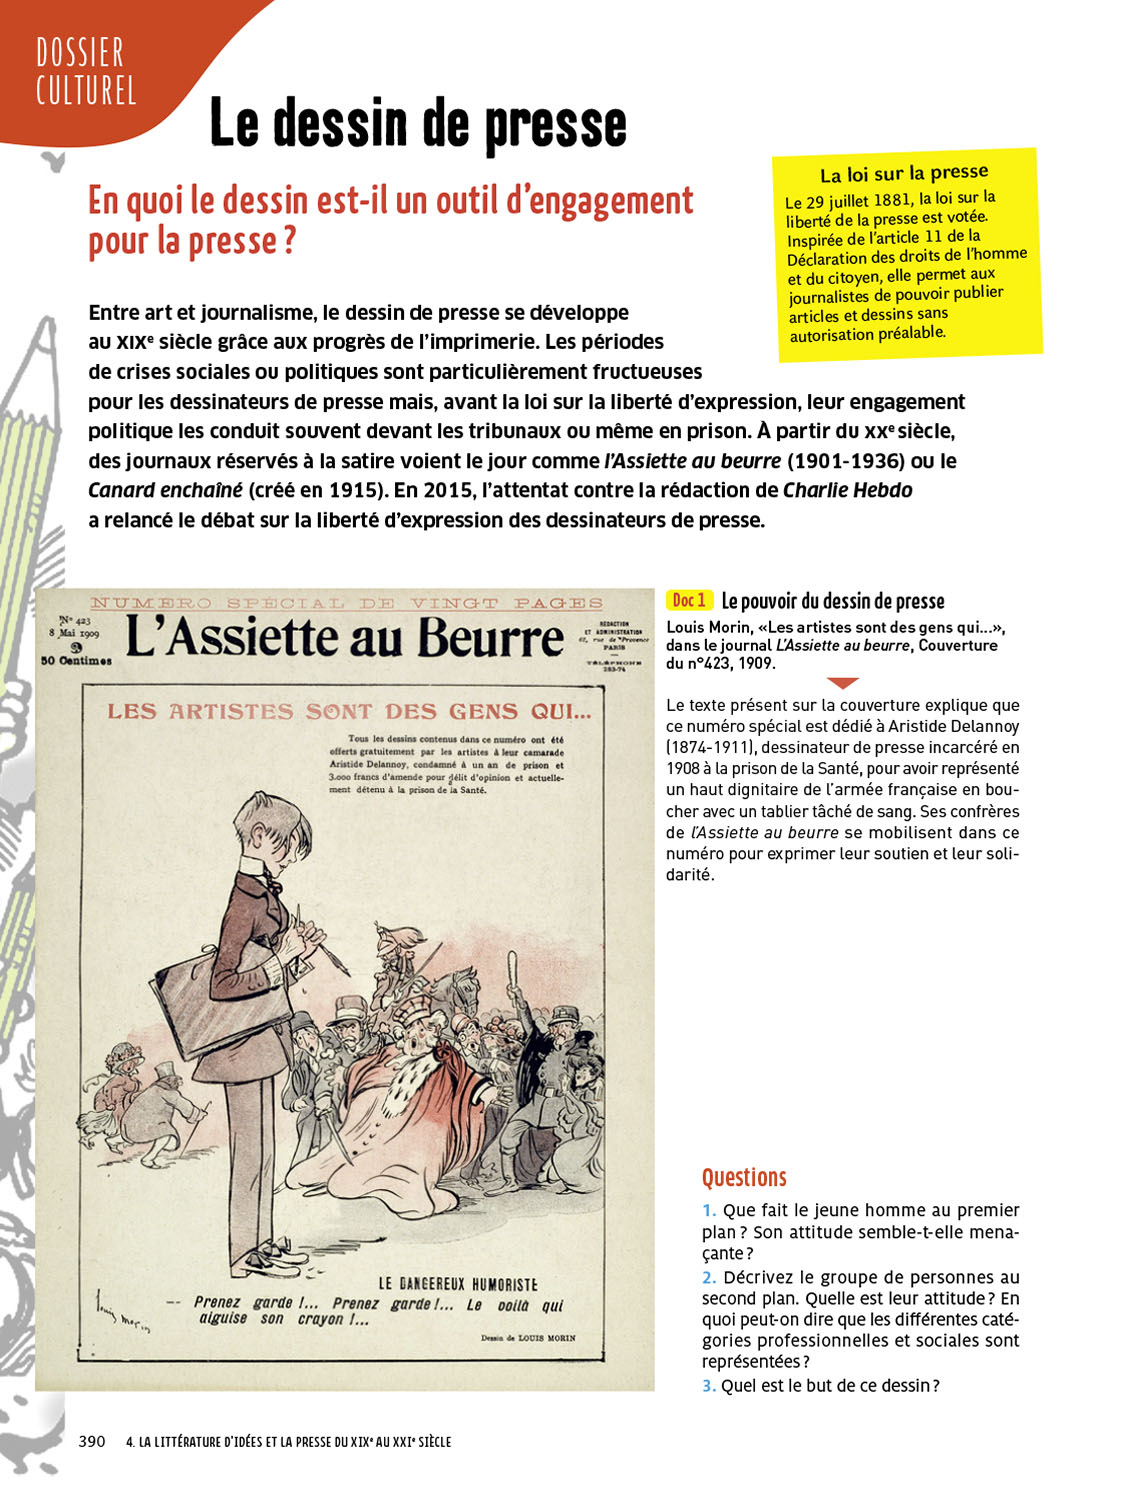 DOSSIER
CULTUREL
Le dessin de presse
En quoi le dessin est-il un outil d'engagement
pour la presse ?
La loi sur la presse
Le 29 juillet 1881, la loi sur la
liberté de la presse est votée.
Inspirée de l'article 11 de la
Déclaration des droits de l'homme
et du citoyen, elle permet aux
journalistes de pouvoir publier
articles et dessins sans
autorisation préalable.
Entre art et journalisme, le dessin de presse se développe
au XIXe siècle grâce aux progrès de l'imprimerie. Les périodes
de crises sociales ou politiques sont particulièrement fructueuses
pour les dessinateurs de presse mais, avant la loi sur la liberté d'expression, leur engagement
politique les conduit souvent devant les tribunaux ou même en prison. À partir du XXe siècle,
des journaux réservés à la satire voient le jour comme l'Assiette au beurre (1901-1936) ou le
Canard enchaîné (créé en 1915). En 2015, l'attentat contre la rédaction de Charlie Hebdo
a relancé le débat sur la liberté d'expression des dessinateurs de presse.
NUMERO SPÉCIAL DE VINGT PAGES
N° 423
8 Mai 1909
50 Centimes
L'Assiette au Beurre
RÉDACTION
ET ADMINISTRATION
62, rue de Provence
PARIS
TÉLÉPHONE
283-74
LES ARTISTES SONT DES GENS QUI...
Tous les dessins contenus dans ce numéro ont été
offerts gratuitement par les artistes à leur camarade
Aristide Delannoy, condamné à un an de prison et
3.000 francs d'amende pour délit d'opinion et actuelle-
ment détenu à la prison de la Santé.
LE DANGEREUX HUMORISTE
-- Prenez garde !... Prenez garde !... Le voilà qui
aiguise son crayon !...
Dessin de LOUIS MORIN
Louis Morin
Doc 1 Le pouvoir du dessin de presse
Louis Morin, «Les artistes sont des gens qui...»,
dans le journal L'Assiette au beurre, Couverture
du n°423, 1909.
Le texte présent sur la couverture explique que
ce numéro spécial est dédié à Aristide Delannoy
(1874-1911), dessinateur de presse incarcéré en
1908 à la prison de la Santé, pour avoir représenté
un haut dignitaire de l'armée française en bou-
cher avec un tablier tâché de sang. Ses confrères
de l'Assiette au beurre se mobilisent dans ce
numéro pour exprimer leur soutien et leur soli-
darité.
Questions
1. Que fait le jeune homme au premier
plan ? Son attitude semble-t-elle mena-
çante ?
2. Décrivez le groupe de personnes au
second plan. Quelle est leur attitude ? En
quoi peut-on dire que les différentes caté-
gories professionnelles et sociales sont
représentées ?
3. Quel est le but de ce dessin ?
390 4. LA LITTÉRATURE D'IDÉES ET LA PRESSE DU XIXe AU XXIe SIÈCLE